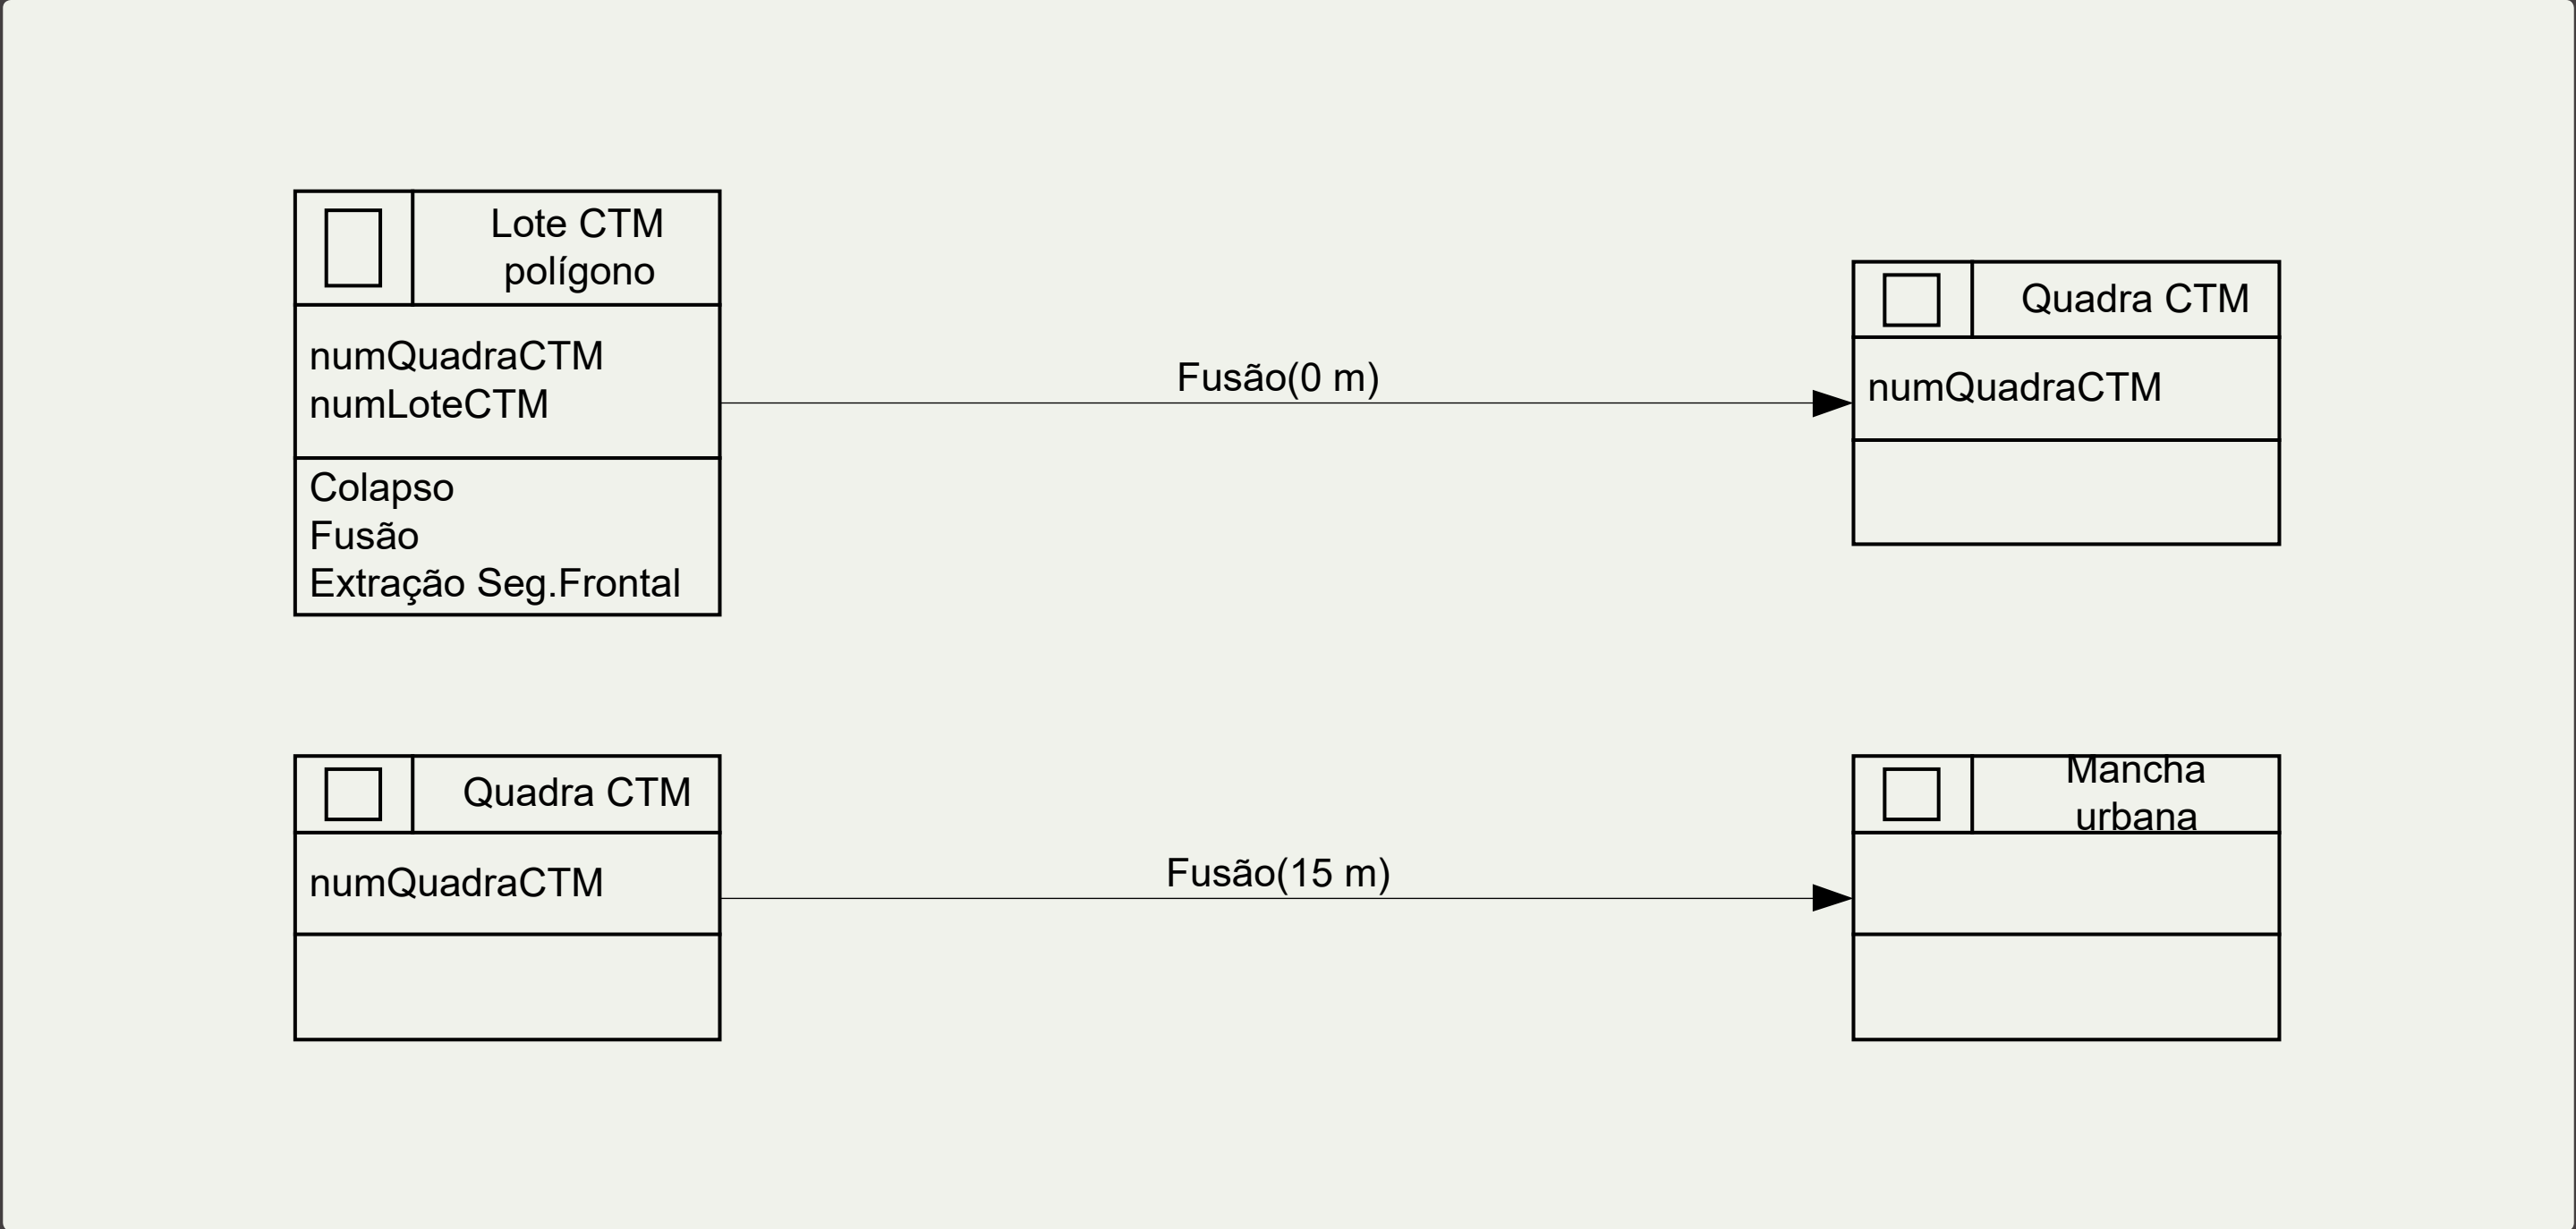 Lote CTM
polígono
numQuadraCTM
numLoteCTM
Colapso
Fusão
Extração Seg.Frontal
Fusão(0 m)
Quadra CTM
numQuadraCTM
Quadra CTM
numQuadraCTM
Fusão(15 m)
Mancha
urbana